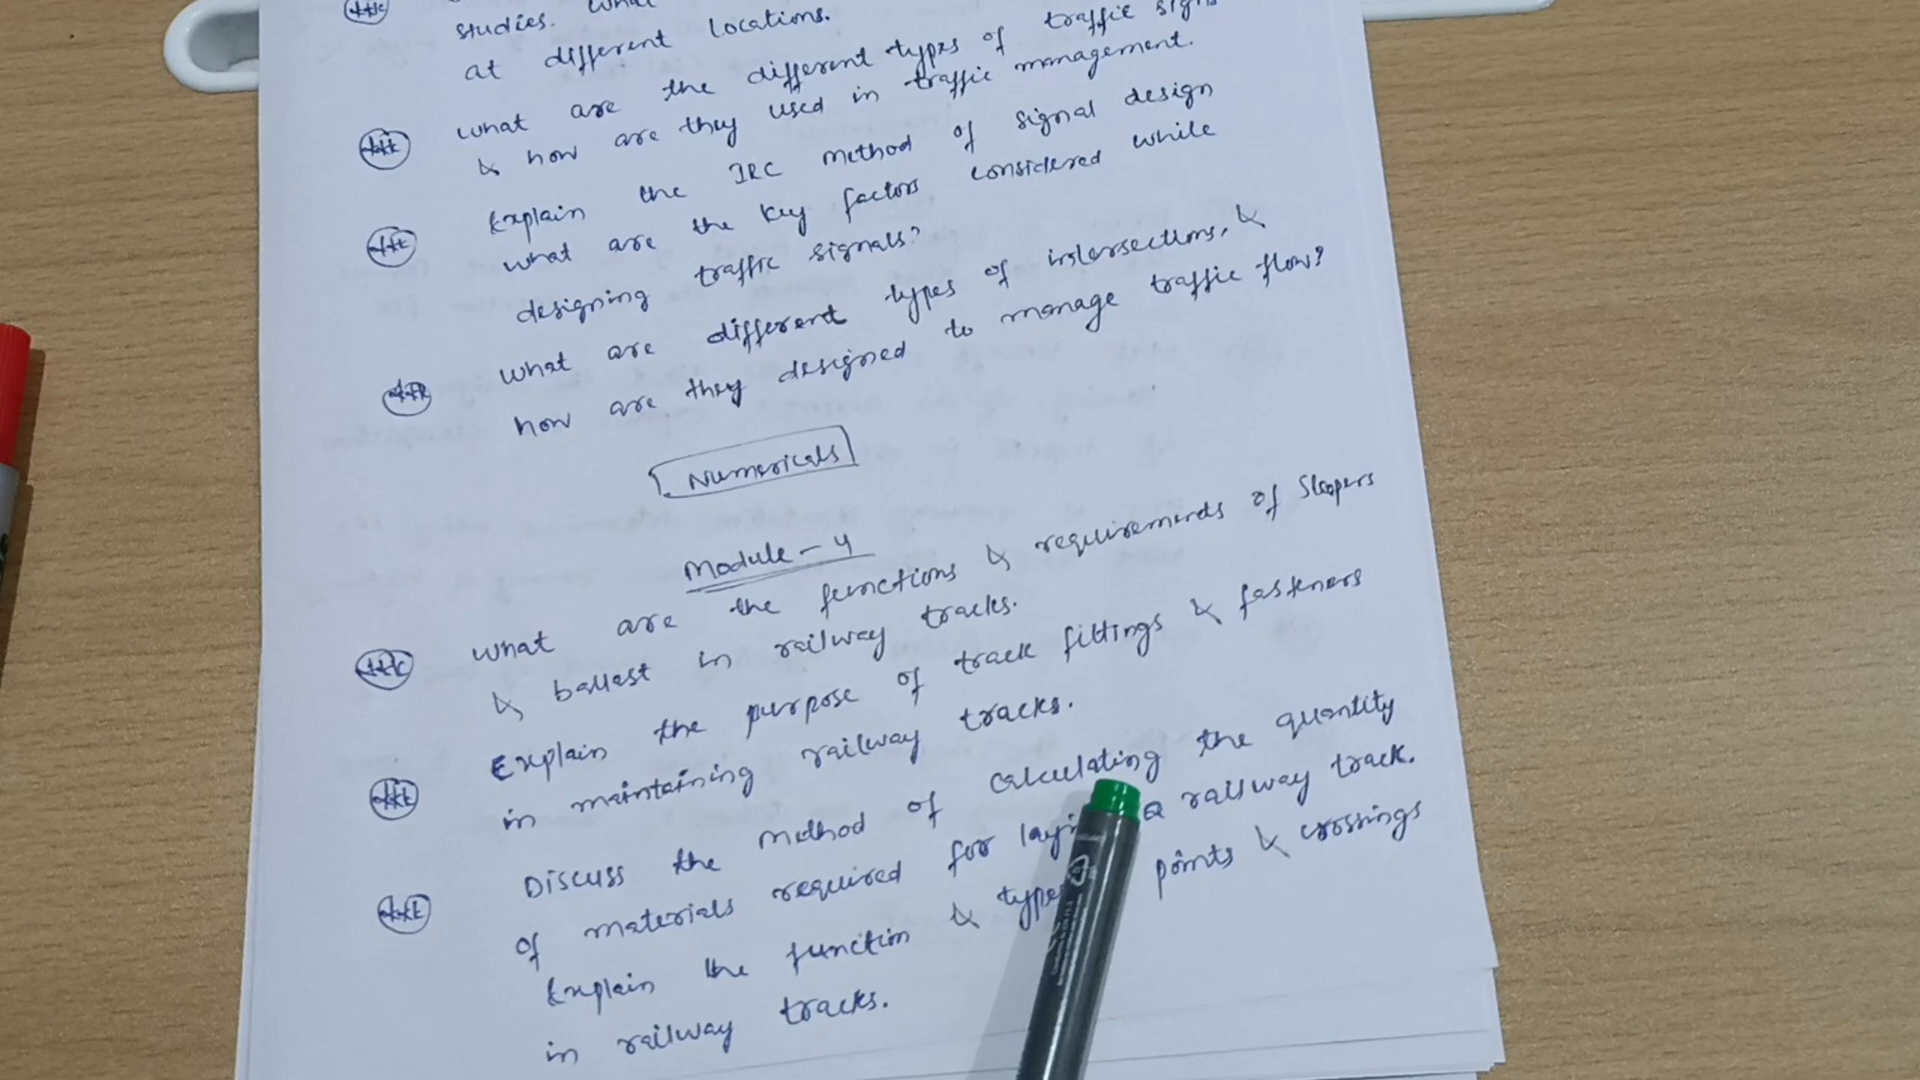 studies. What
at different locations.
What are the different types of traffic sign
& how are they used in traffic management.
Explain the IRC method of signal design
What are the key factors considered while
designing traffic signals?
What are different types of intersections, &
how are they designed to manage traffic flow?
Numericals
Module-4
What are the functions & requirements of Sleepers
& ballast in railway tracks.
Explain the purpose of track fittings & fasteners
in maintaining railway tracks.
Discuss the method of calculating the quantity
of materials required for layi a railway track.
Explain the function & type points & crossings
in railway tracks.